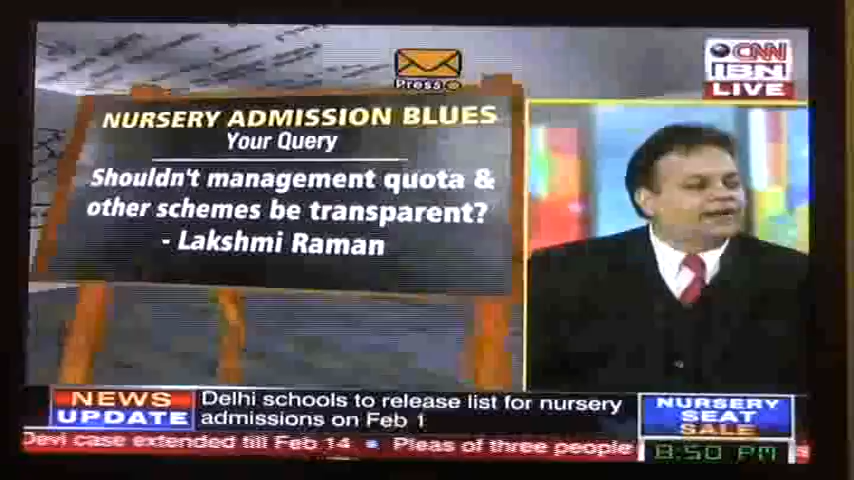 Press
CNN
IBN
LIVE
NURSERY ADMISSION BLUES
Your Query
Shouldn't management quota &
other schemes be transparent?
- Lakshmi Raman
NEWS
UPDATE
Delhi schools to release list for nursery
admissions on Feb 1
NURSERY
SEAT
SALE
Devi case extended till Feb 14 Pleas of three people
8:50 PM